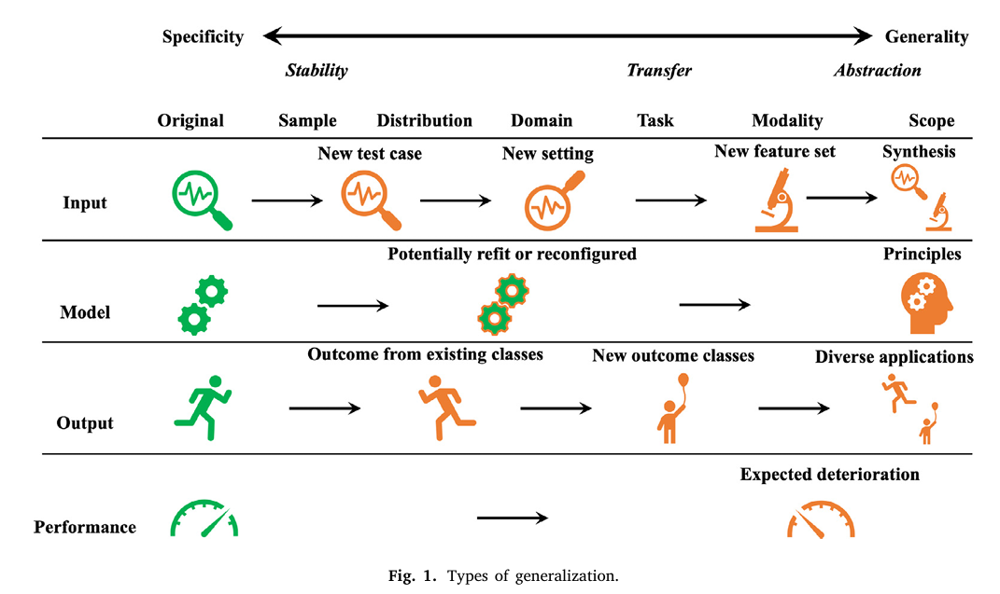 Specificity Generality
Stability Transfer Abstraction
Original Sample Distribution Domain Task Modality Scope
New test case New setting New feature set Synthesis
Input
Potentially refit or reconfigured Principles
Model
Outcome from existing classes New outcome classes Diverse applications
Output
Expected deterioration
Performance
Fig. 1. Types of generalization.